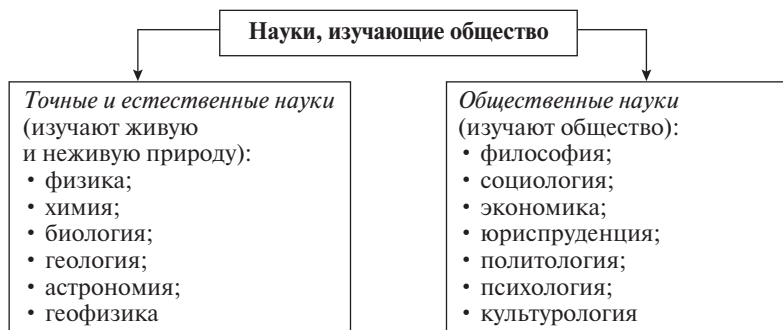 Науки, изучающие общество
Точные и естественные науки
(изучают живую
и неживую природу):
• физика;
• химия;
• биология;
• геология;
• астрономия;
• геофизика
Общественные науки
(изучают общество):
• философия;
• социология;
• экономика;
• юриспруденция;
• политология;
• психология;
• культурология